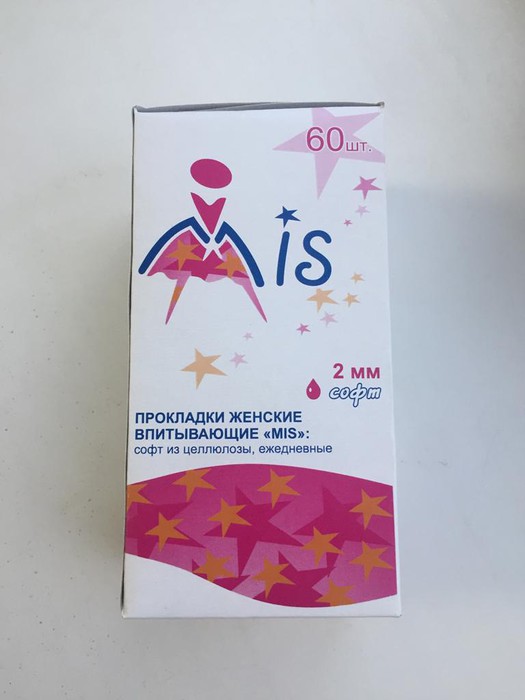 60шт.
Mis
2 мм
софт
ПРОКЛАДКИ ЖЕНСКИЕ
ВПИТЫВАЮЩИЕ «MIS»:
софт из целлюлозы, ежедневные